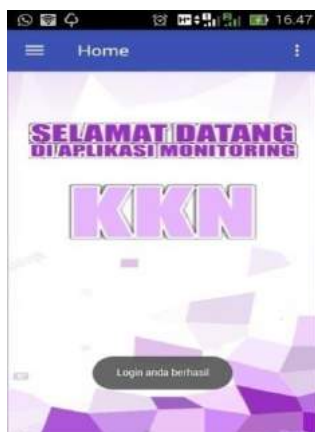 16.47
Home
SELAMAT DATANG
DI APLIKASI MONITORING
KKN
Login anda berhasil